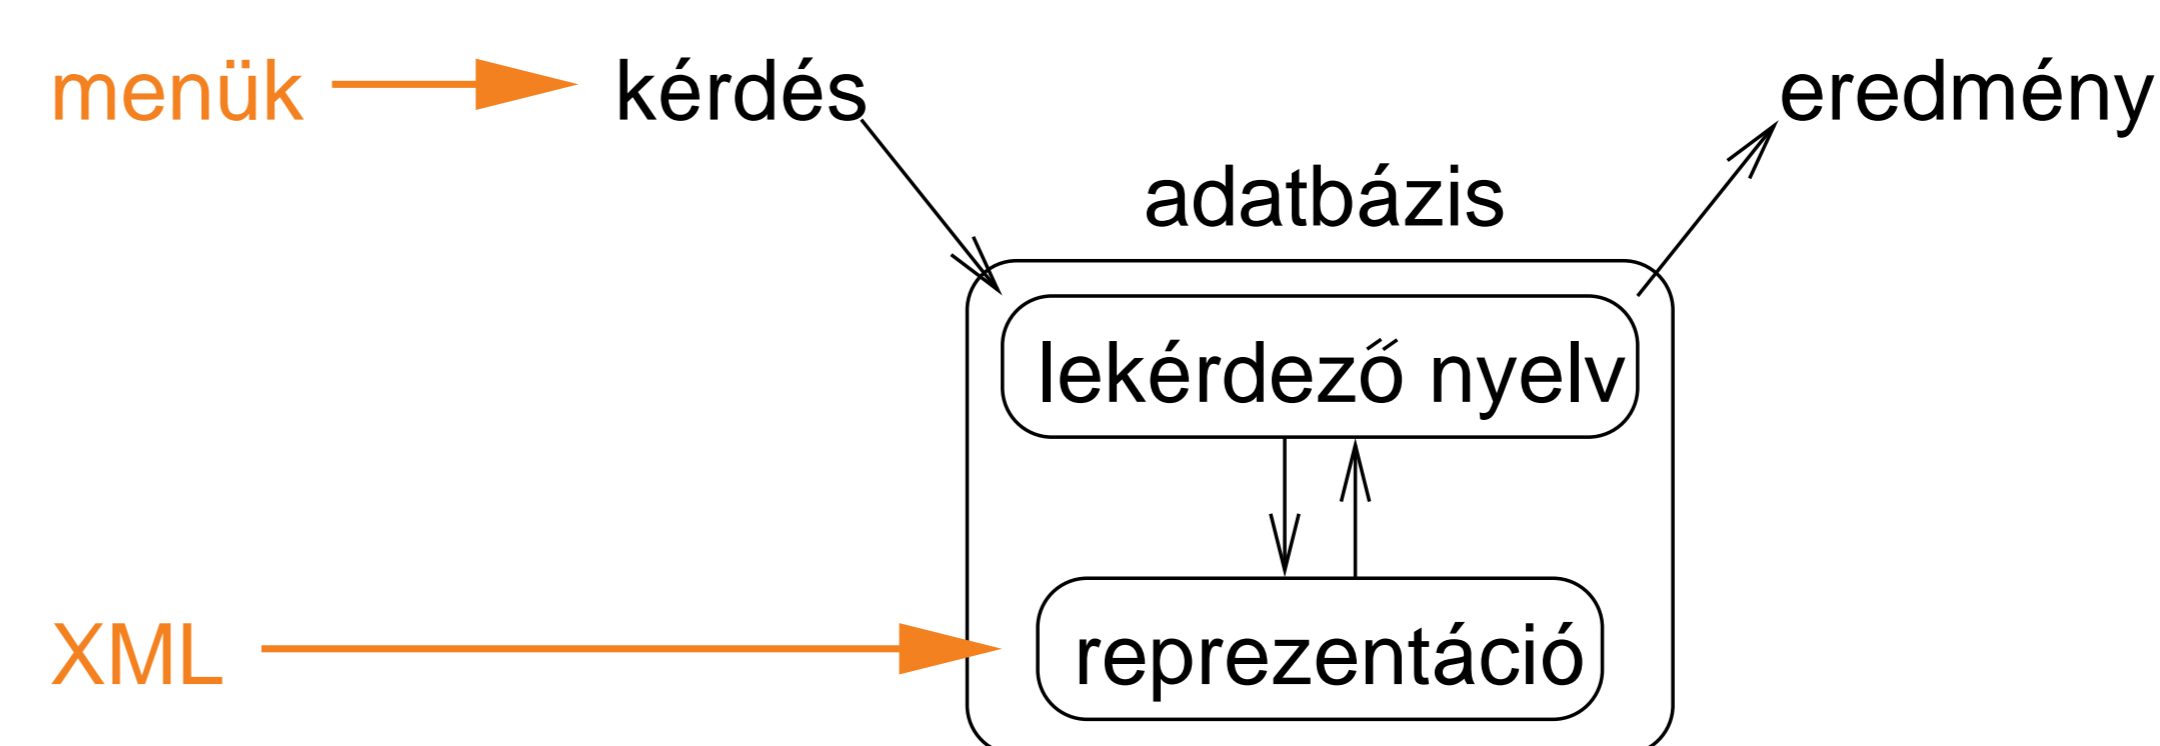 menük kérdés eredmény
adatbázis
lekérdező nyelv
XML reprezentáció